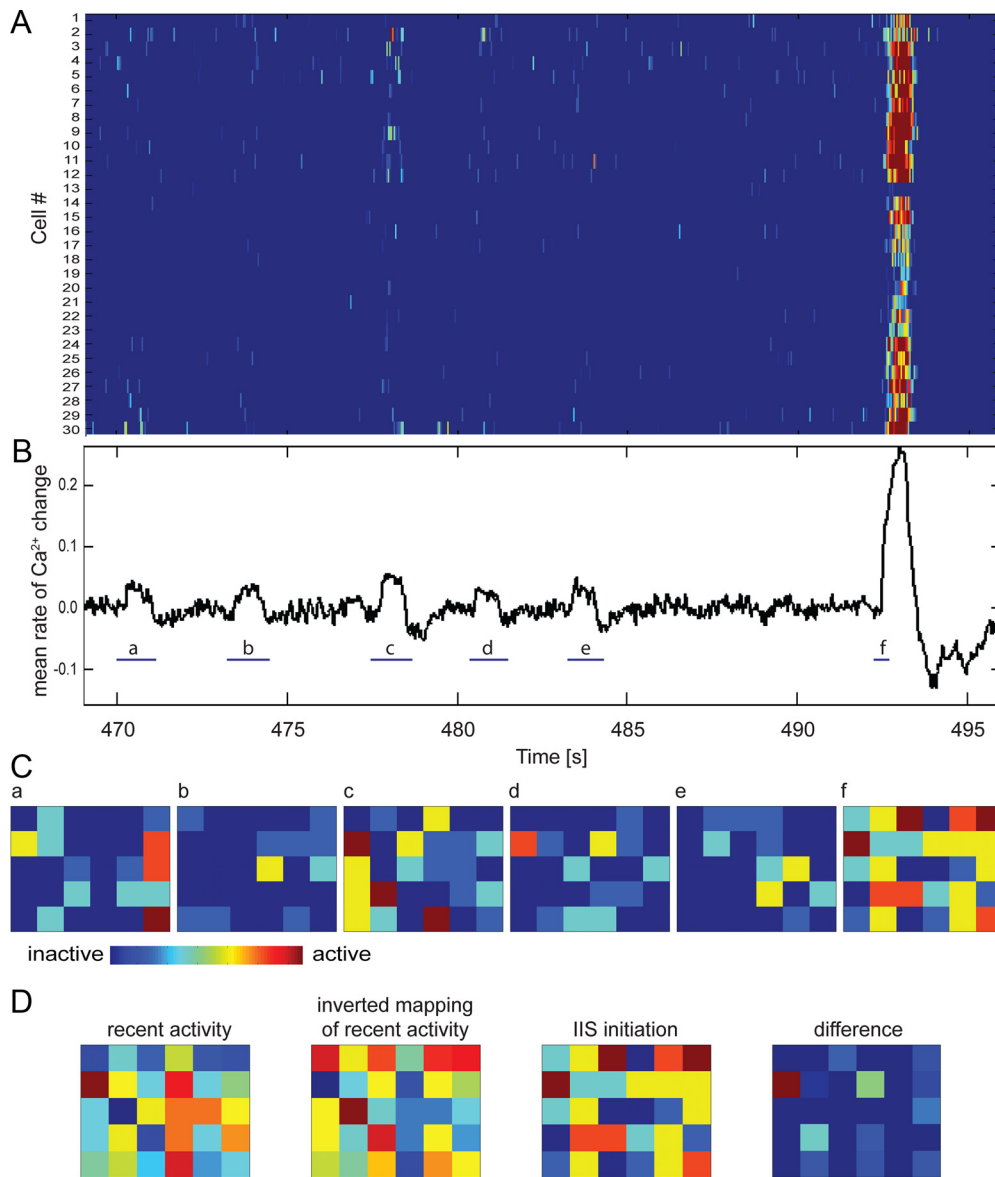 A
Cell #
1
2
3
4
5
6
7
8
9
10
11
12
13
14
15
16
17
18
19
20
21
22
23
24
25
26
27
28
29
30
B
mean rate of Ca²⁺ change
0.2
0.1
0.0
-0.1
a b c d e f
470 475 480 485 490 495
Time [s]
C
a b c d e f
inactive active
D
recent activity
inverted mapping
of recent activity
IIS initiation
difference